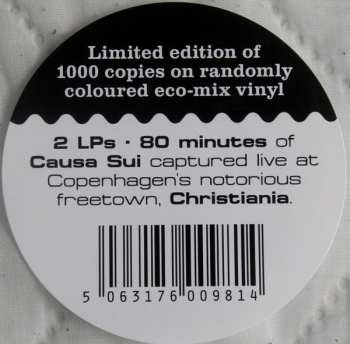 Limited edition of
1000 copies on randomly
coloured eco-mix vinyl
2 LPs · 80 minutes of
Causa Sui captured live at
Copenhagen's notorious
freetown, Christiania.
5 063176 009814